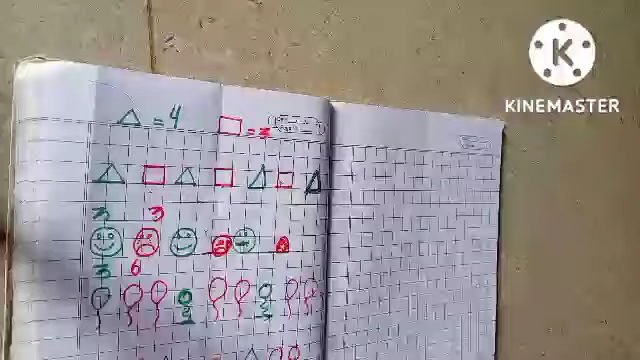 K
KINEMASTER
△ = 4 □ = 3
3 3
3 6